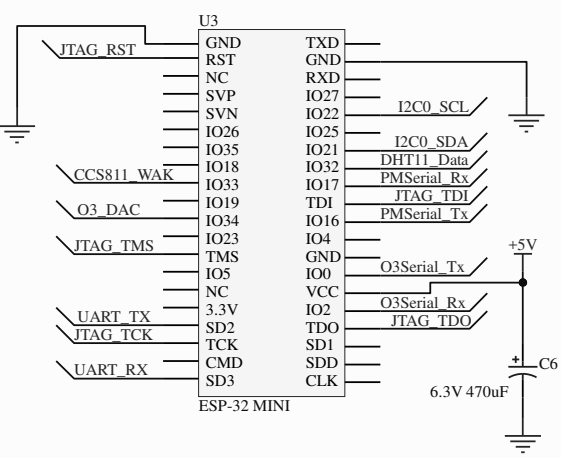 U3
GND TXD
JTAG_RST RST GND
NC RXD
SVP IO27
SVN IO22 I2C0_SCL
IO26 IO25
IO35 IO21 I2C0_SDA
IO18 IO32 DHT11_Data
CCS811_WAK IO33 IO17 PMSerial_Rx
IO19 TDI JTAG_TDI
O3_DAC IO34 IO16 PMSerial_Tx
IO23 IO4
JTAG_TMS TMS GND +5V
IO5 IO0 O3Serial_Tx
NC VCC
3.3V IO2 O3Serial_Rx
UART_TX SD2 TDO JTAG_TDO
JTAG_TCK TCK SD1
CMD SDD + C6
UART_RX SD3 CLK
6.3V 470uF
ESP-32 MINI